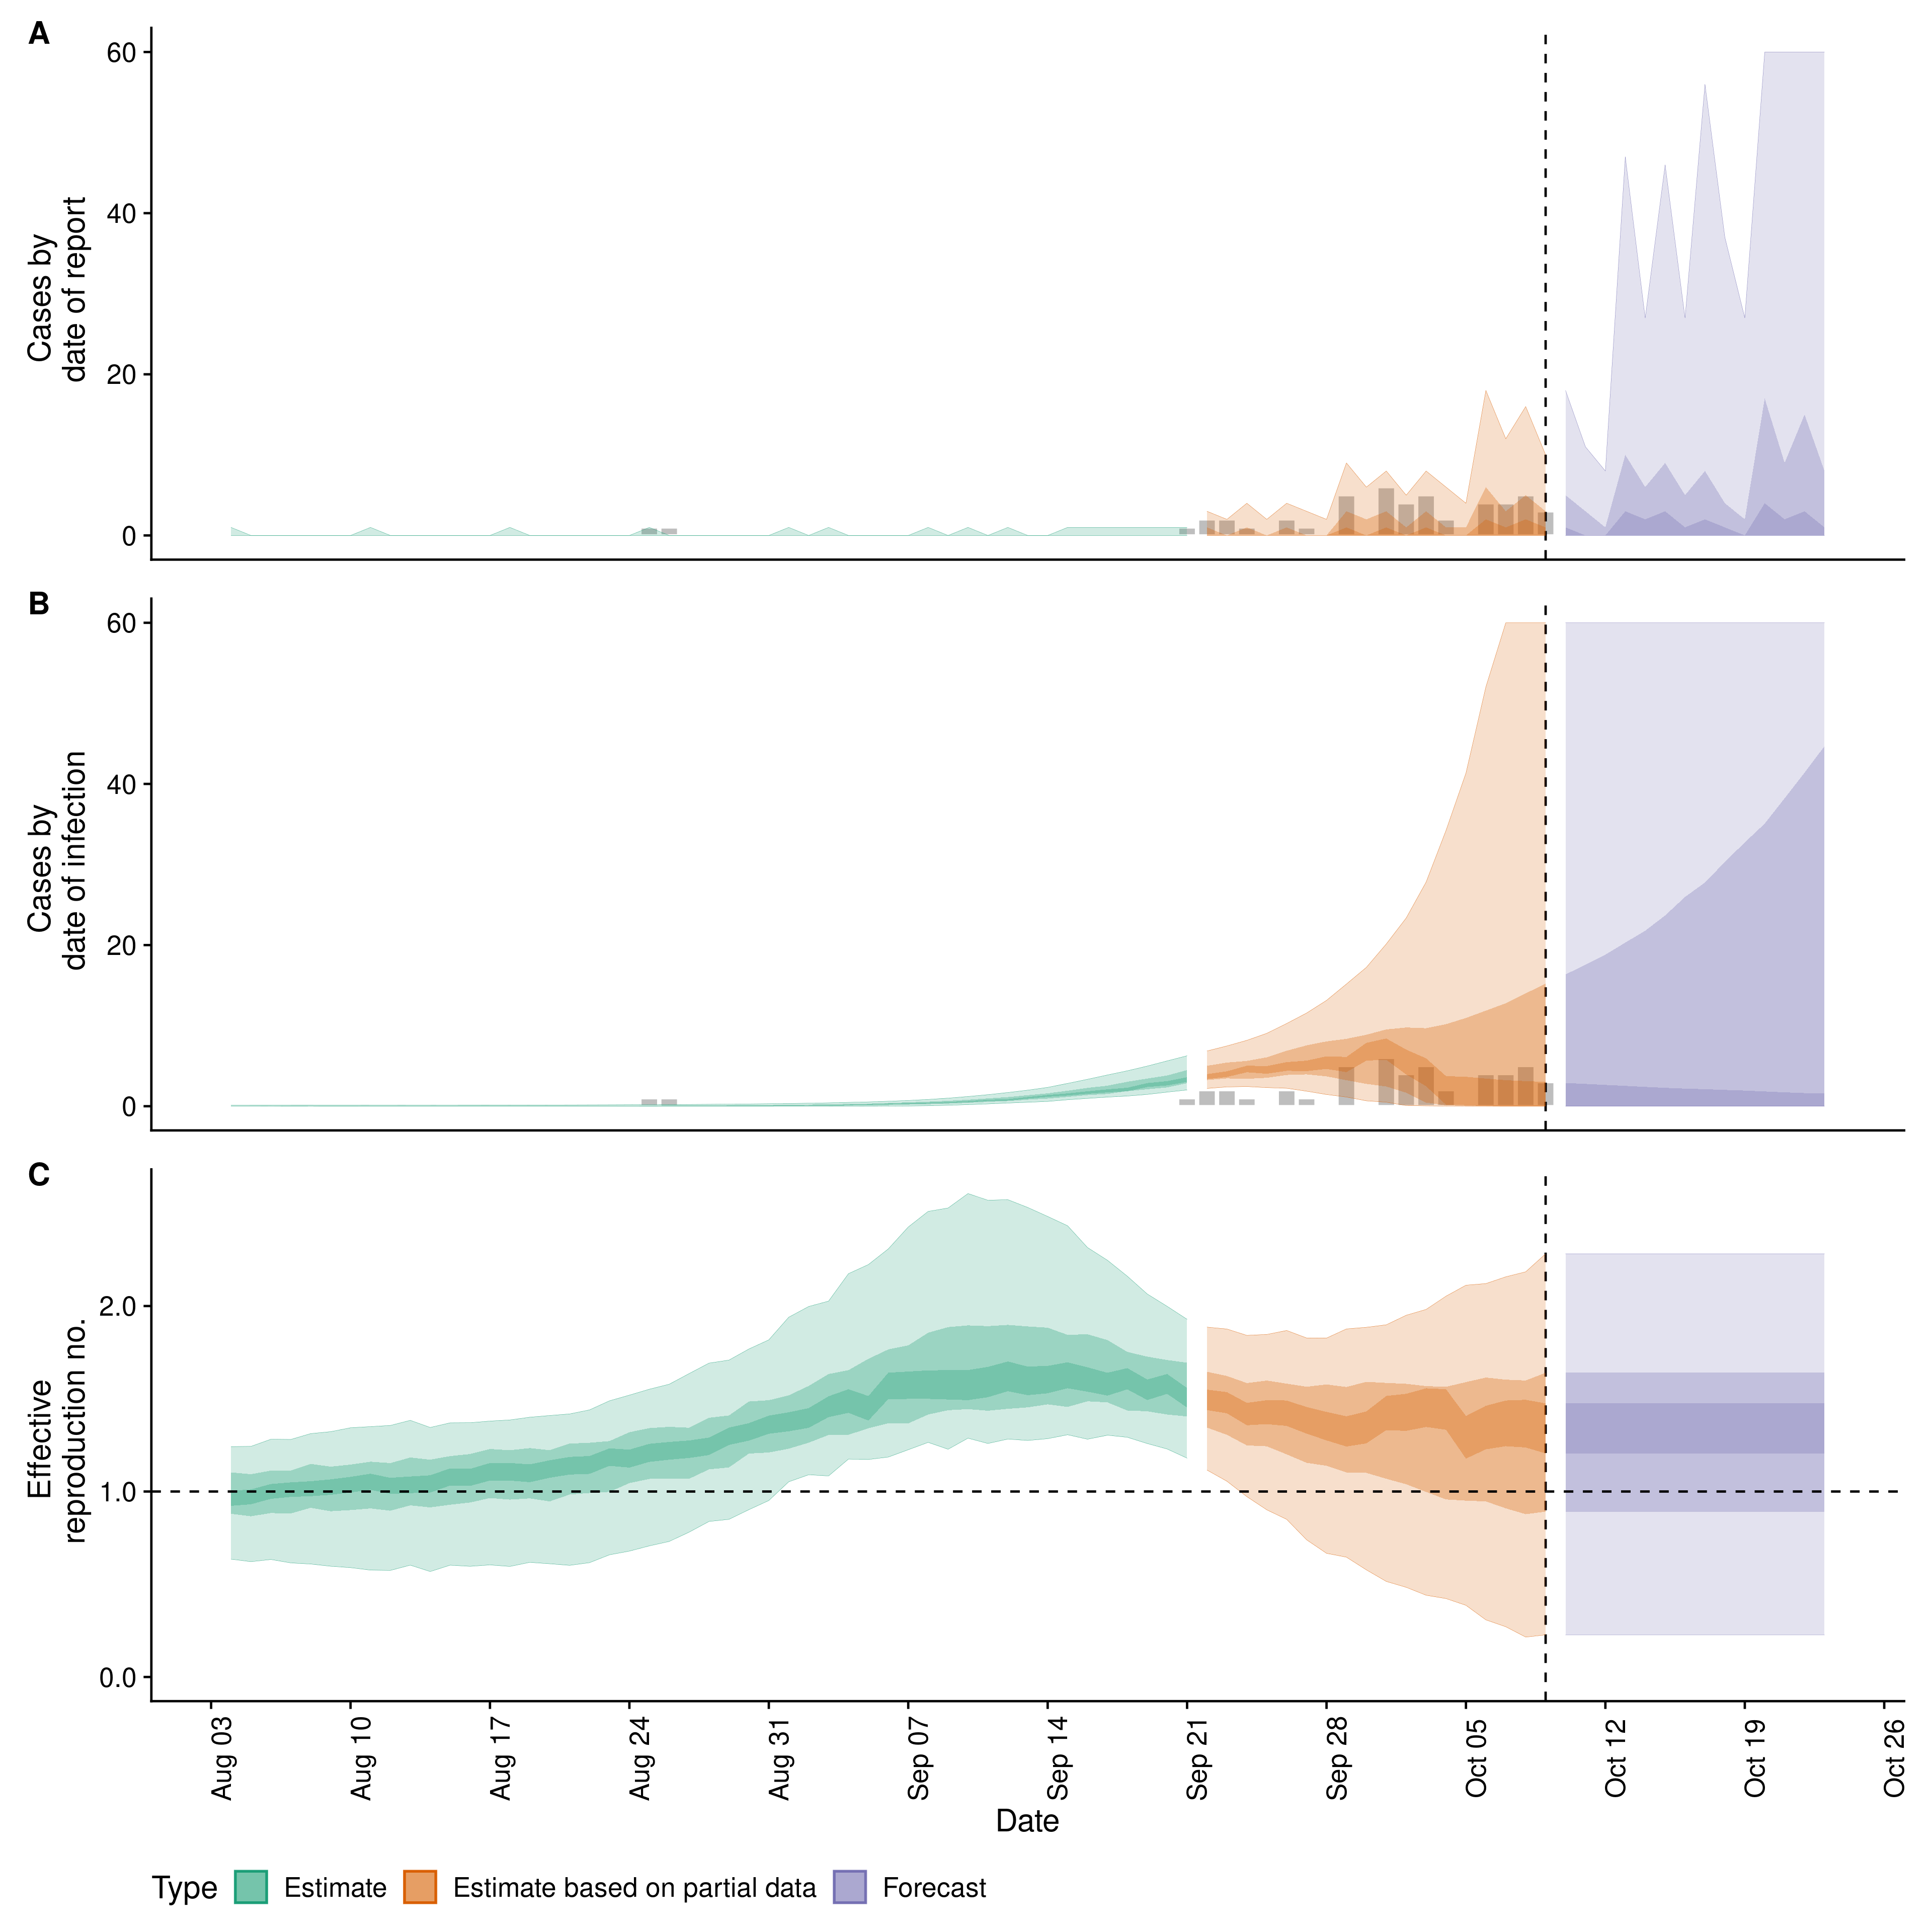 A
60
40
20
0
Cases by
date of report
B
60
40
20
0
Cases by
date of infection
C
2.0
1.0
0.0
Effective
reproduction no.
Aug 03
Aug 10
Aug 17
Aug 24
Aug 31
Sep 07
Sep 14
Sep 21
Sep 28
Oct 05
Oct 12
Oct 19
Oct 26
Date
Type Estimate Estimate based on partial data Forecast